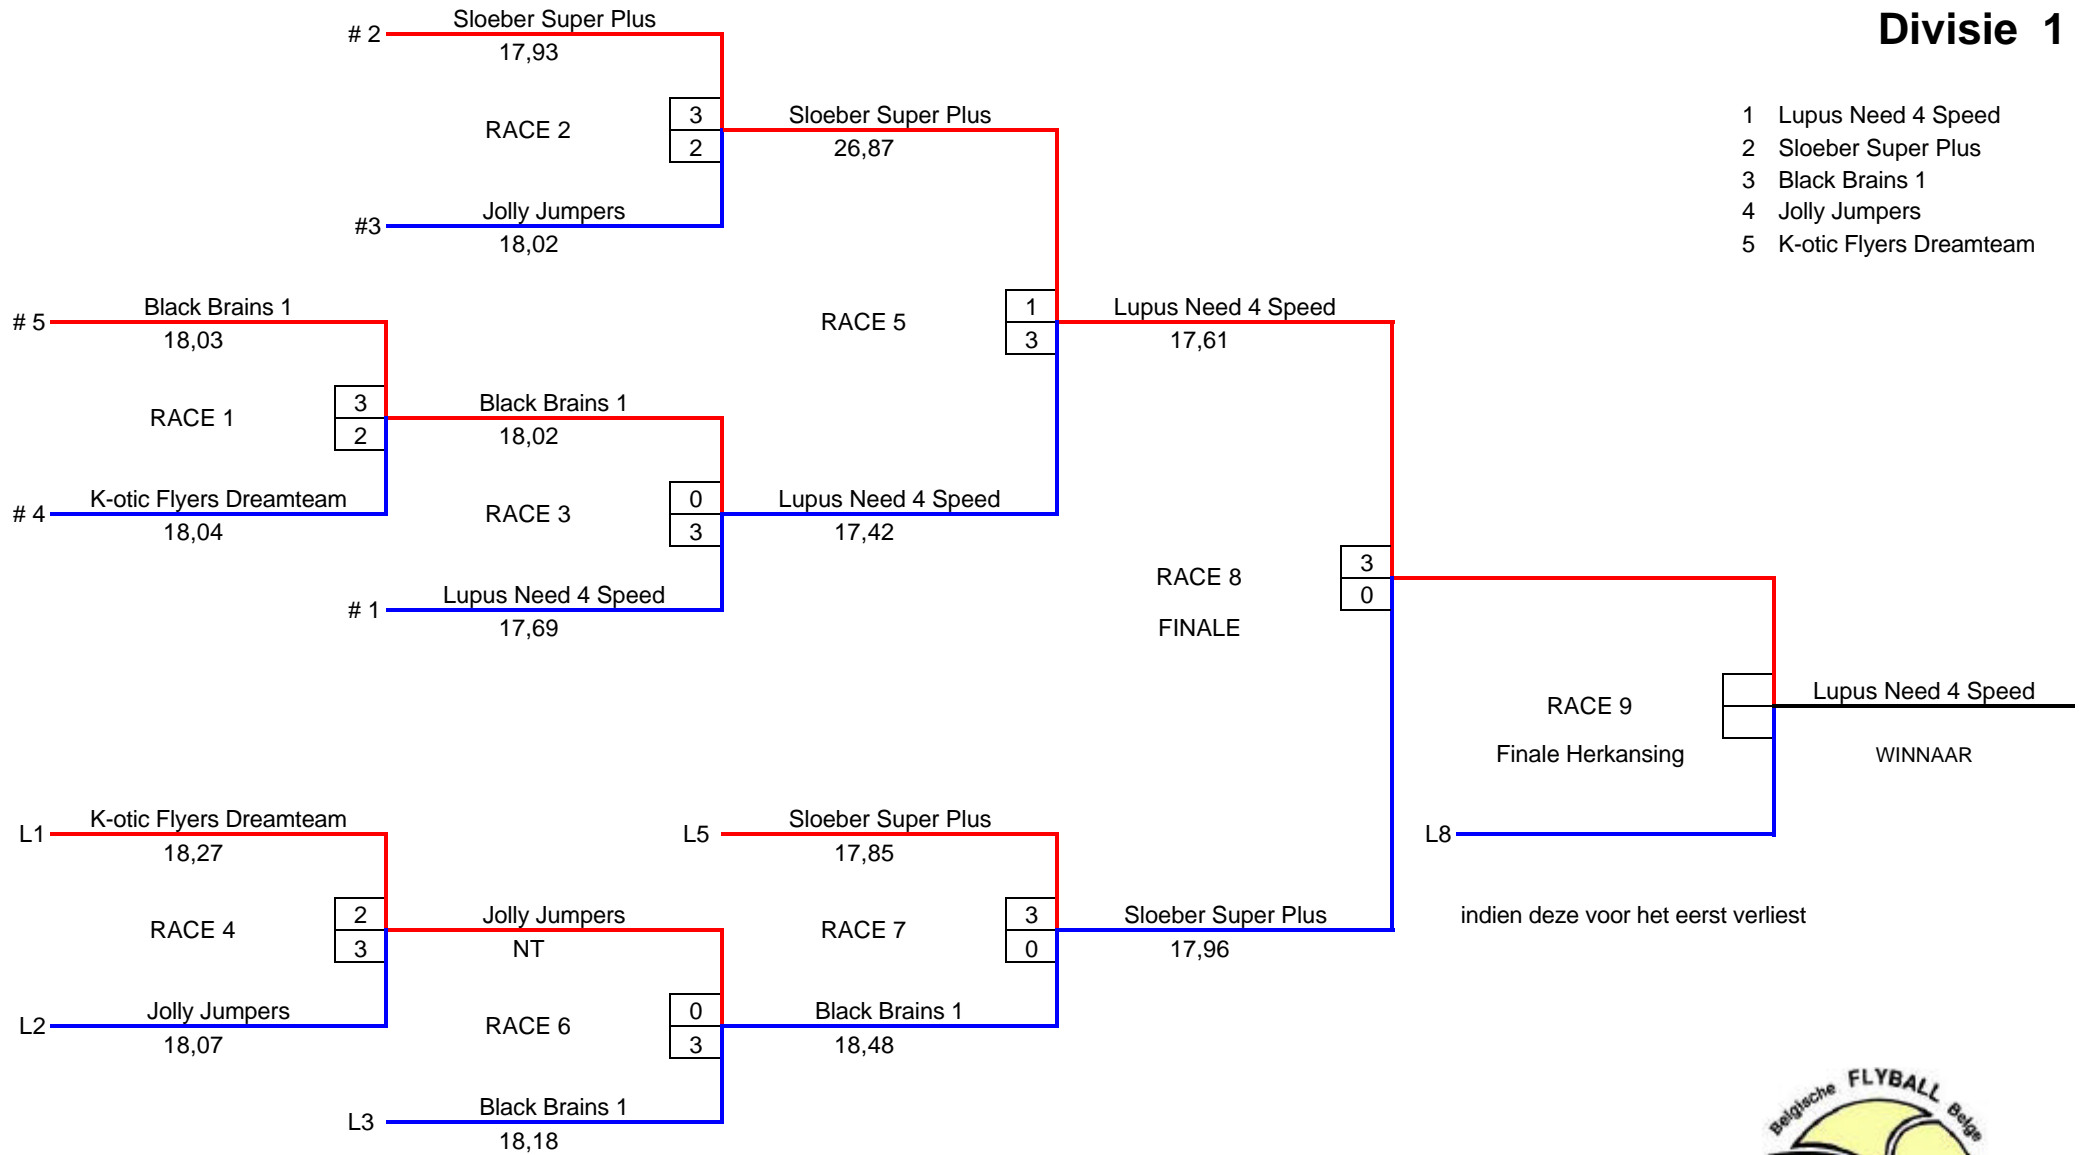 Divisie 1
1 Lupus Need 4 Speed
2 Sloeber Super Plus
3 Black Brains 1
4 Jolly Jumpers
5 K-otic Flyers Dreamteam
# 2
Sloeber Super Plus
17,93
RACE 2
3
2
#3
Jolly Jumpers
18,02
Sloeber Super Plus
26,87
# 5
Black Brains 1
18,03
RACE 1
3
2
# 4
K-otic Flyers Dreamteam
18,04
Black Brains 1
18,02
RACE 3
0
3
# 1
Lupus Need 4 Speed
17,69
RACE 5
1
3
Lupus Need 4 Speed
17,42
Lupus Need 4 Speed
17,61
RACE 8
FINALE
3
0
RACE 9
Finale Herkansing
Lupus Need 4 Speed
WINNAAR
L8
indien deze voor het eerst verliest
L1
K-otic Flyers Dreamteam
18,27
RACE 4
2
3
L2
Jolly Jumpers
18,07
Jolly Jumpers
NT
RACE 6
0
3
L3
Black Brains 1
18,18
L5
Sloeber Super Plus
17,85
RACE 7
3
0
Black Brains 1
18,48
Sloeber Super Plus
17,96
Belgische FLYBALL Belge